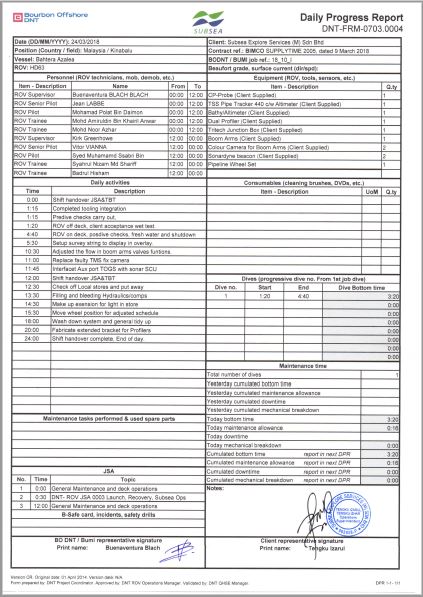 Bourbon Offshore
DNT
SUBSEA
Daily Progress Report
DNT-FRM-0703.0004
Date (DD/MM/YYYY): 24/03/2018
Client: Subsea Explore Services (M) Sdn Bhd
Position (Country / field): Malaysia / Kinabalu
Contract ref.: BIMCO SUPPLYTIME 2005, dated 9 March 2018
Vessel: Bahtera Azalea
BODNT / BUMI job ref.: 18_10_I
ROV: HD63
Beaufort grade, surface current (dir/spd):
Personnel (ROV technicians, mob, demob, etc.)
Equipment (ROV, tools, sensors, etc.)
Item - Description Name From To
Item - Description Q.ty
ROV Supervisor Buenaventura BLACH BLACH 00:00 12:00
CP-Probe (Client Supplied) 1
ROV Senior Pilot Jean LABBE 00:00 12:00
TSS Pipe Tracker 440 c/w Altimeter (Client Supplied) 1
ROV Pilot Mohamad Polat Bin Daimon 00:00 12:00
Bathy/Altimeter (Client Supplied) 1
ROV Trainee Mohd Amiruldin Bin Khairil Anwar 00:00 12:00
Dual Profiler (Client Supplied) 1
ROV Trainee Mohd Noor Azhar 00:00 12:00
Tritech Junction Box (Client Supplied) 1
ROV Supervisor Kirk Greenhowe 12:00 00:00
Boom Arms (Client Supplied) 1
ROV Senior Pilot Vitor VIANNA 12:00 00:00
Colour Camera for Boom Arms (Client Supplied) 2
ROV Pilot Syed Muhamamd Ssabri Bin 12:00 00:00
Sonardyne beacon (Client Supplied) 2
ROV Trainee Syahrul Nizam Md Shariff 12:00 00:00
Pipeline Wheel Set 1
ROV Trainee Badrul Hisham 12:00 00:00
Daily activities
Consumables (cleaning brushes, DVDs, etc.)
Time Description
Item - Description UoM Q.ty
0:00 Shift handover JSA&TBT
1:15 Completed tooling integration
1:15 Predive checks carry out.
1:20 ROV off deck, client acceptance wet test
4:40 ROV on deck, posdive checks, fresh water and shutdown
5:30 Setup survey string to display in overlay.
10:30 Adjusted the flow in boom arms valves funtions.
11:00 Replace faulty TMS fix camera
11:45 Interfacet Aux port TOGS with sonar SCU
12:00 Shift handover JSA&TBT
Dives (progressive dive no. From 1st job dive)
12:30 Check off Local stores and put away
Dive no. Start End Dive Bottom time
13:30 Filling and bleeding Hydraulics/comps
1 1:20 4:40 3:20
14:30 Make up esension for light in store
0:00
15:30 Move wheel position for adjusted schedule
0:00
18:00 Wash down system and general tidy up
0:00
20:00 Fabricate extended bracket for Profilers
0:00
24:00 Shift handover complete, End of day.
0:00
0:00
0:00
Maintenance time
Total number of dives 1
Yesterday cumulated bottom time
Yesterday cumulated maintenance allowance
Yesterday cumulated downtime
Yesterday cumulated mechanical breakdown
Maintenance tasks performed & used spare parts
Today bottom time 3:20
Today maintenance allowance 0:16
Today downtime
Today mechanical breakdown 0:00
Cumulated bottom time report in next DPR 3:20
Cumulated maintenance allowance report in next DPR 0:16
JSA
Cumulated downtime report in next DPR 0:00
No. Time Topic
Cumulated mechanical breakdown report in next DPR 0:00
1 0:00 General Maintenance and deck operations
Notes:
2 0:30 DNT- ROV JSA 0003 Launch, Recovery, Subsea Ops
3 12:00 General Maintenance and deck operations
B-Safe card, incidents, safety drills
BO DNT / Bumi representative signature
Print name: Buenaventura Blach
Client representative signature
Print name: Tengku Izarul
Version OR. Original date: 01 April 2014. Version date: N/A
Form prepared by: DNT Project Coordinator. Approved by: DNT ROV Operations Manager. Validated by: DNT QHSE Manager.
DPR 1-1- 1/1